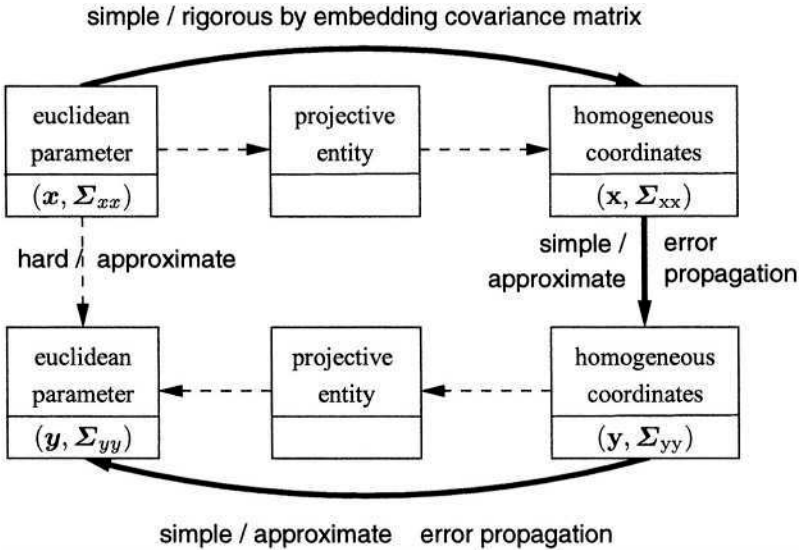 simple / rigorous by embedding covariance matrix
euclidean
parameter
(x, Σxx)
projective
entity
homogeneous
coordinates
(x, Σxx)
hard / approximate
simple /
approximate
error
propagation
euclidean
parameter
(y, Σyy)
projective
entity
homogeneous
coordinates
(y, Σyy)
simple / approximate error propagation